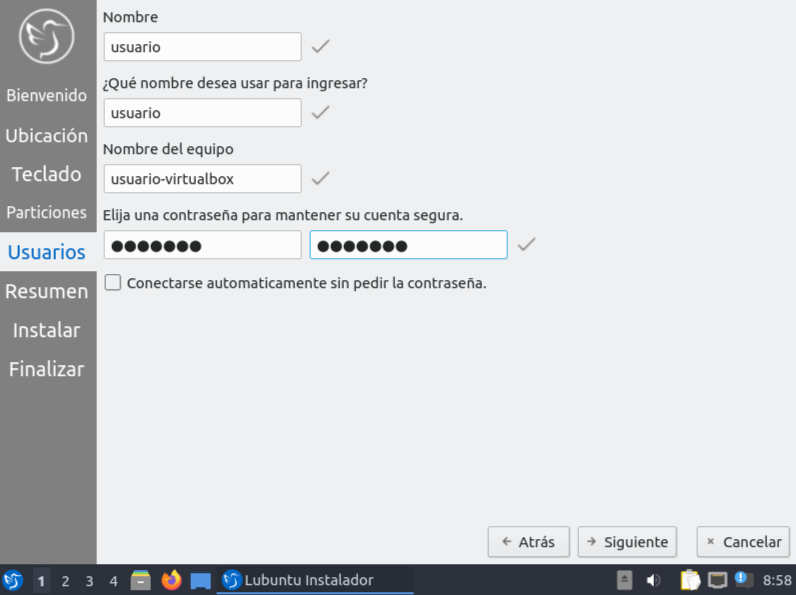 Bienvenido
Ubicación
Teclado
Particiones
Usuarios
Resumen
Instalar
Finalizar
Nombre
usuario
¿Qué nombre desea usar para ingresar?
usuario
Nombre del equipo
usuario-virtualbox
Elija una contraseña para mantener su cuenta segura.
●●●●●●● ●●●●●●●
Conectarse automaticamente sin pedir la contraseña.
Atrás Siguiente Cancelar
1 2 3 4 Lubuntu Instalador 8:58